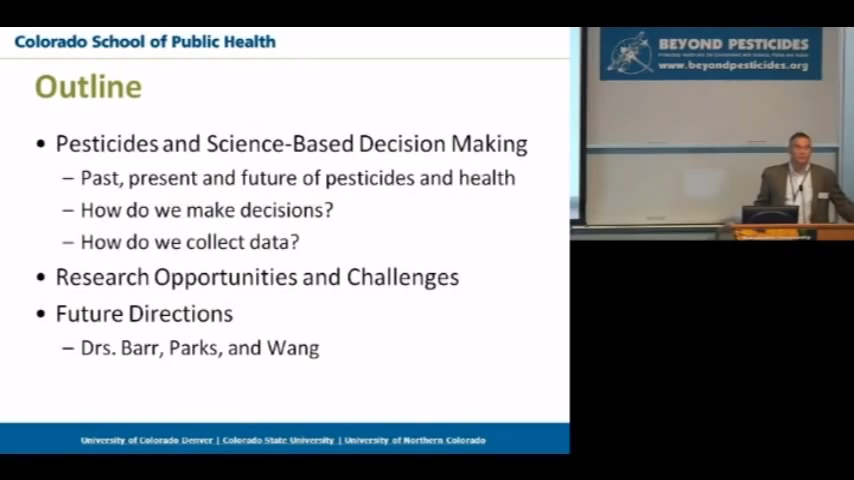 Colorado School of Public Health
Outline
• Pesticides and Science-Based Decision Making
– Past, present and future of pesticides and health
– How do we make decisions?
– How do we collect data?
• Research Opportunities and Challenges
• Future Directions
– Drs. Barr, Parks, and Wang
University of Colorado Denver | Colorado State University | University of Northern Colorado
BEYOND PESTICIDES
www.beyondpesticides.org